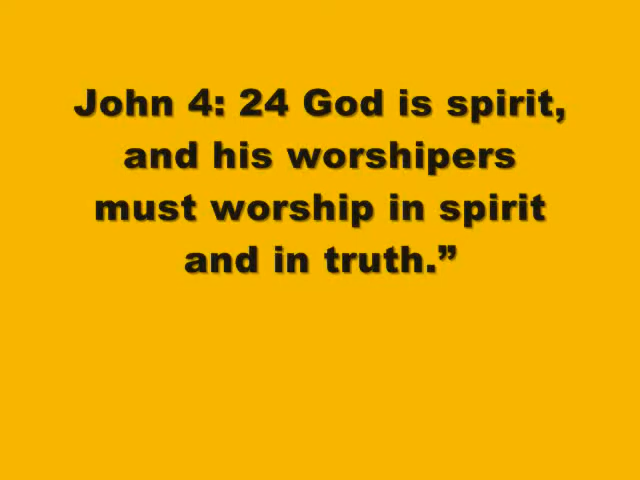 John 4: 24 God is spirit,
and his worshipers
must worship in spirit
and in truth.”